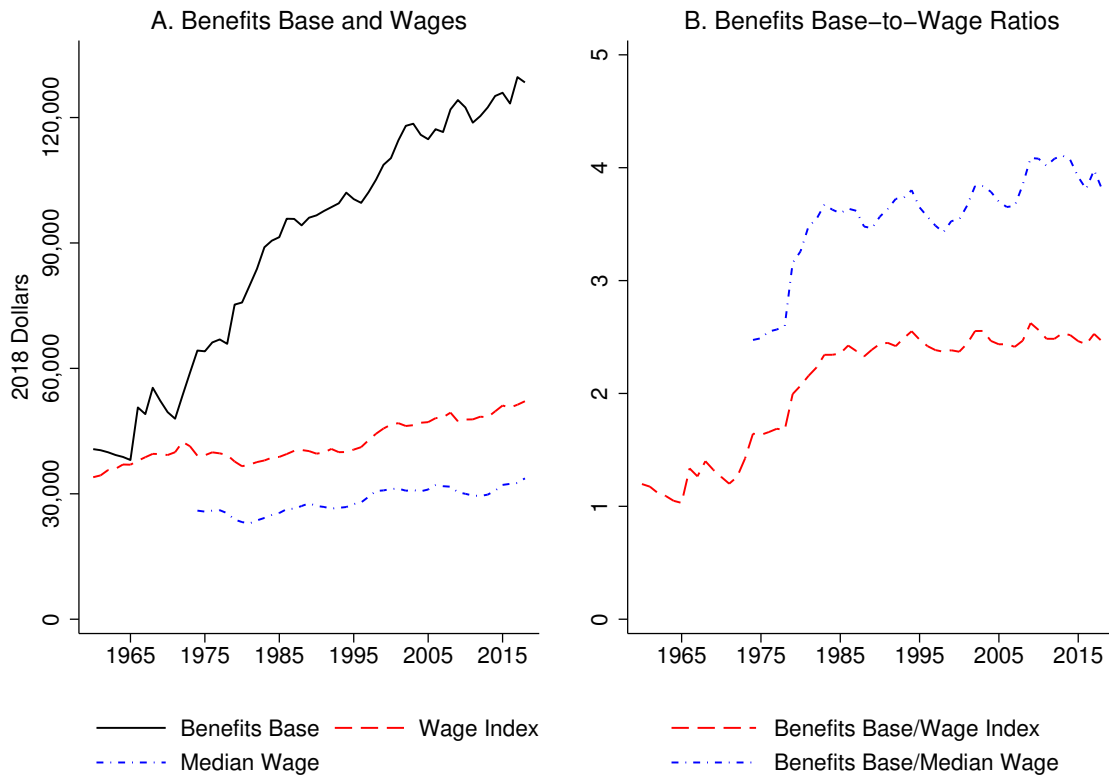 A. Benefits Base and Wages
2018 Dollars
120,000
90,000
60,000
30,000
0
1965 1975 1985 1995 2005 2015
Benefits Base
Wage Index
Median Wage
B. Benefits Base−to−Wage Ratios
5
4
3
2
1
0
1965 1975 1985 1995 2005 2015
Benefits Base/Wage Index
Benefits Base/Median Wage